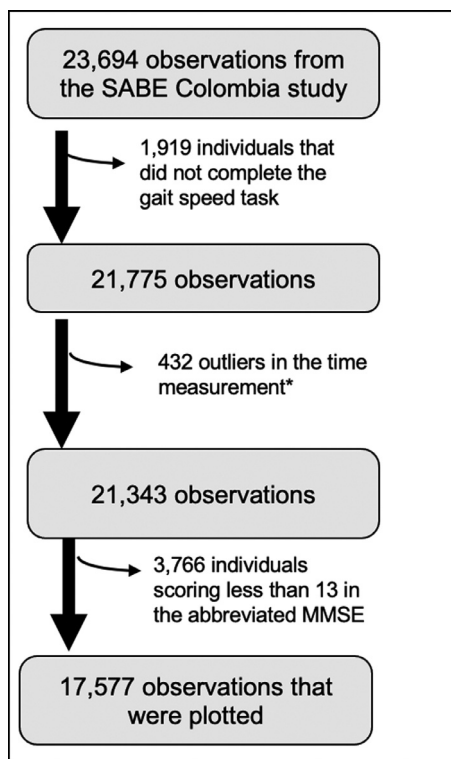 23,694 observations from
the SABE Colombia study
1,919 individuals that
did not complete the
gait speed task
21,775 observations
432 outliers in the time
measurement*
21,343 observations
3,766 individuals
scoring less than 13 in
the abbreviated MMSE
17,577 observations that
were plotted